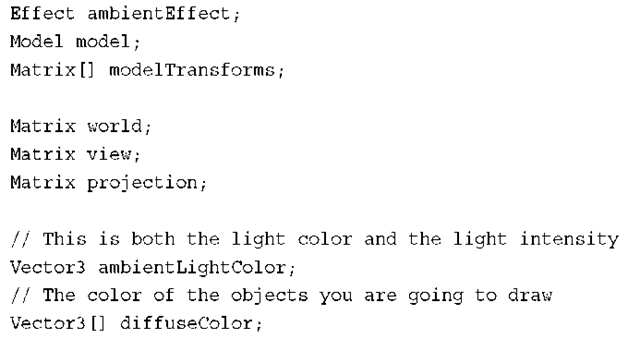 Effect ambientEffect;
Model model;
Matrix[] modelTransforms;
Matrix world;
Matrix view;
Matrix projection;
// This is both the light color and the light intensity
Vector3 ambientLightColor;
// The color of the objects you are going to draw
Vector3[] diffuseColor;